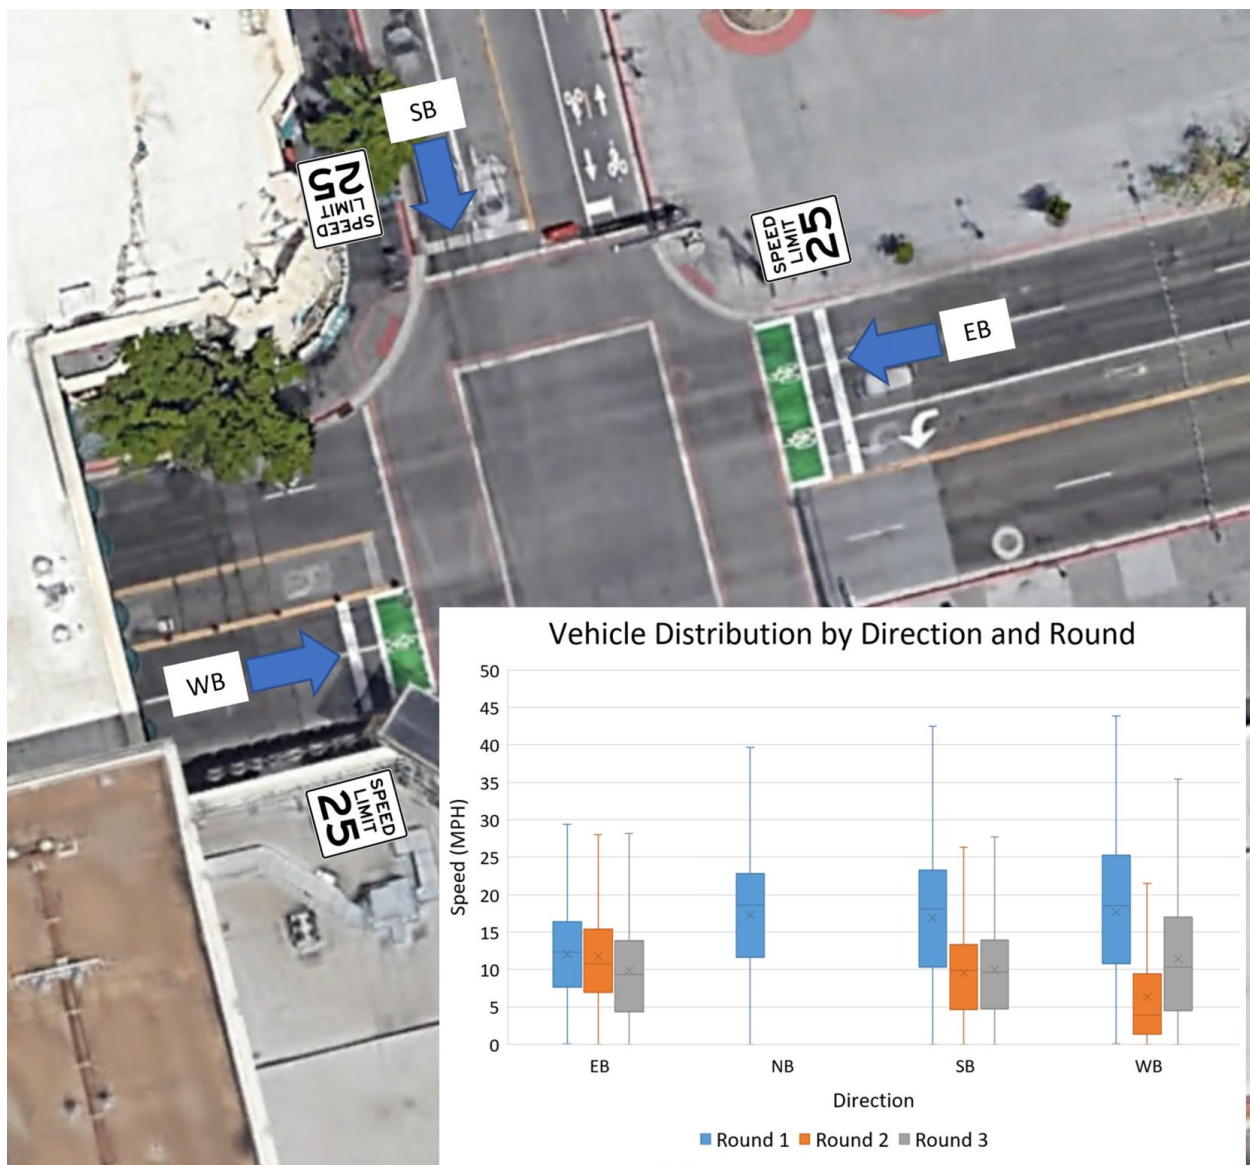 SB
SPEED
LIMIT
25
SPEED
LIMIT
25
EB
WB
SPEED
LIMIT
25
Vehicle Distribution by Direction and Round
50
45
40
35
30
25
20
15
10
5
0
Speed (MPH)
EB NB SB WB
Direction
Round 1 Round 2 Round 3